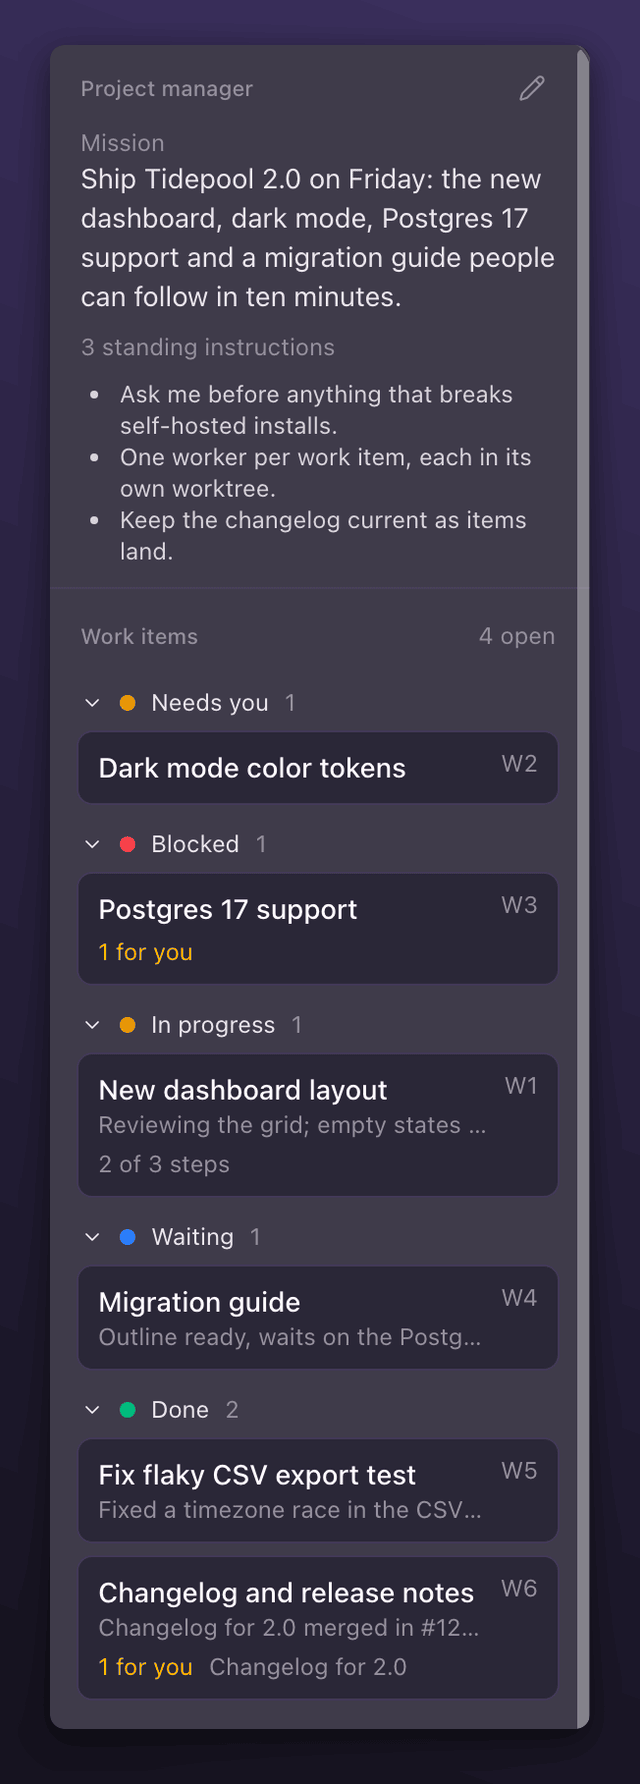 Project manager
Mission
Ship Tidepool 2.0 on Friday: the new
dashboard, dark mode, Postgres 17
support and a migration guide people
can follow in ten minutes.
3 standing instructions
• Ask me before anything that breaks
self-hosted installs.
• One worker per work item, each in its
own worktree.
• Keep the changelog current as items
land.
Work items 4 open
Needs you 1
Dark mode color tokens W2
Blocked 1
Postgres 17 support W3
1 for you
In progress 1
New dashboard layout W1
Reviewing the grid; empty states ...
2 of 3 steps
Waiting 1
Migration guide W4
Outline ready, waits on the Postg...
Done 2
Fix flaky CSV export test W5
Fixed a timezone race in the CSV...
Changelog and release notes W6
Changelog for 2.0 merged in #12...
1 for you Changelog for 2.0